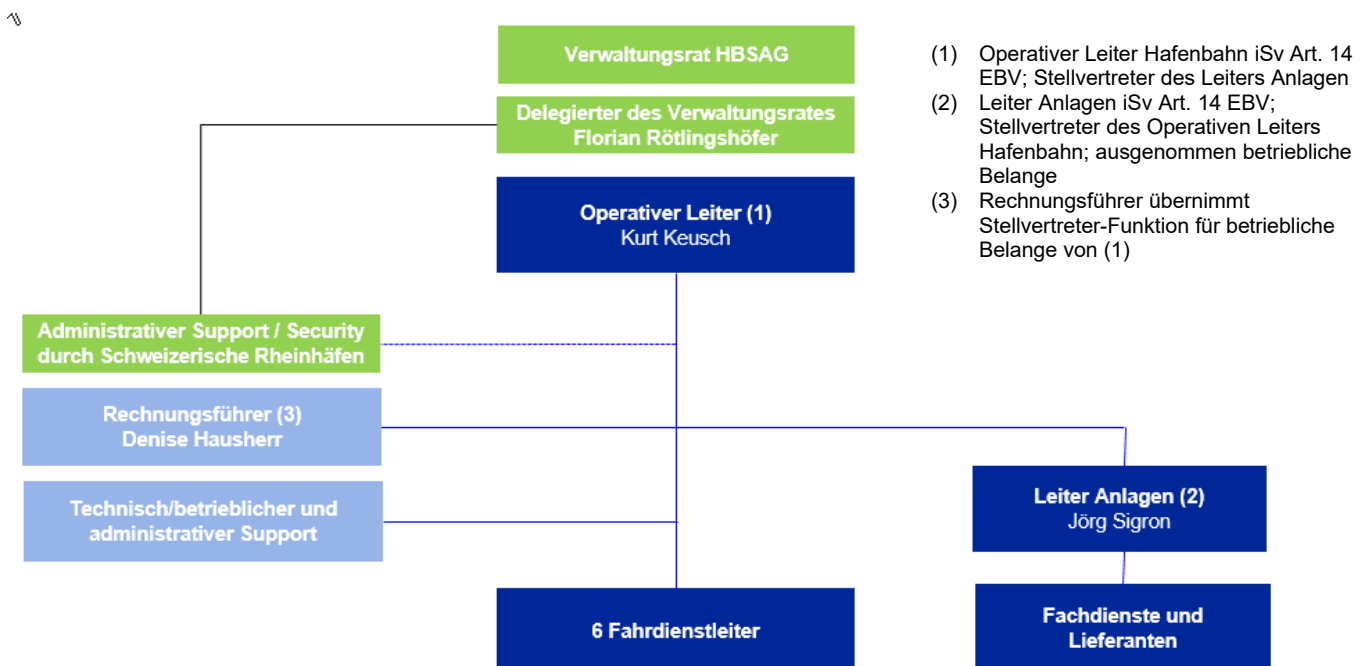 Verwaltungsrat HBSAG
Delegierter des Verwaltungsrates
Florian Rötlingshöfer
Operativer Leiter (1)
Kurt Keusch
(1) Operativer Leiter Hafenbahn iSv Art. 14
EBV; Stellvertreter des Leiters Anlagen
(2) Leiter Anlagen iSv Art. 14 EBV;
Stellvertreter des Operativen Leiters
Hafenbahn; ausgenommen betriebliche
Belange
(3) Rechnungsführer übernimmt
Stellvertreter-Funktion für betriebliche
Belange von (1)
Administrativer Support / Security
durch Schweizerische Rheinhäfen
Rechnungsführer (3)
Denise Hausherr
Technisch/betrieblicher und
administrativer Support
Leiter Anlagen (2)
Jörg Sigron
6 Fahrdienstleiter
Fachdienste und
Lieferanten